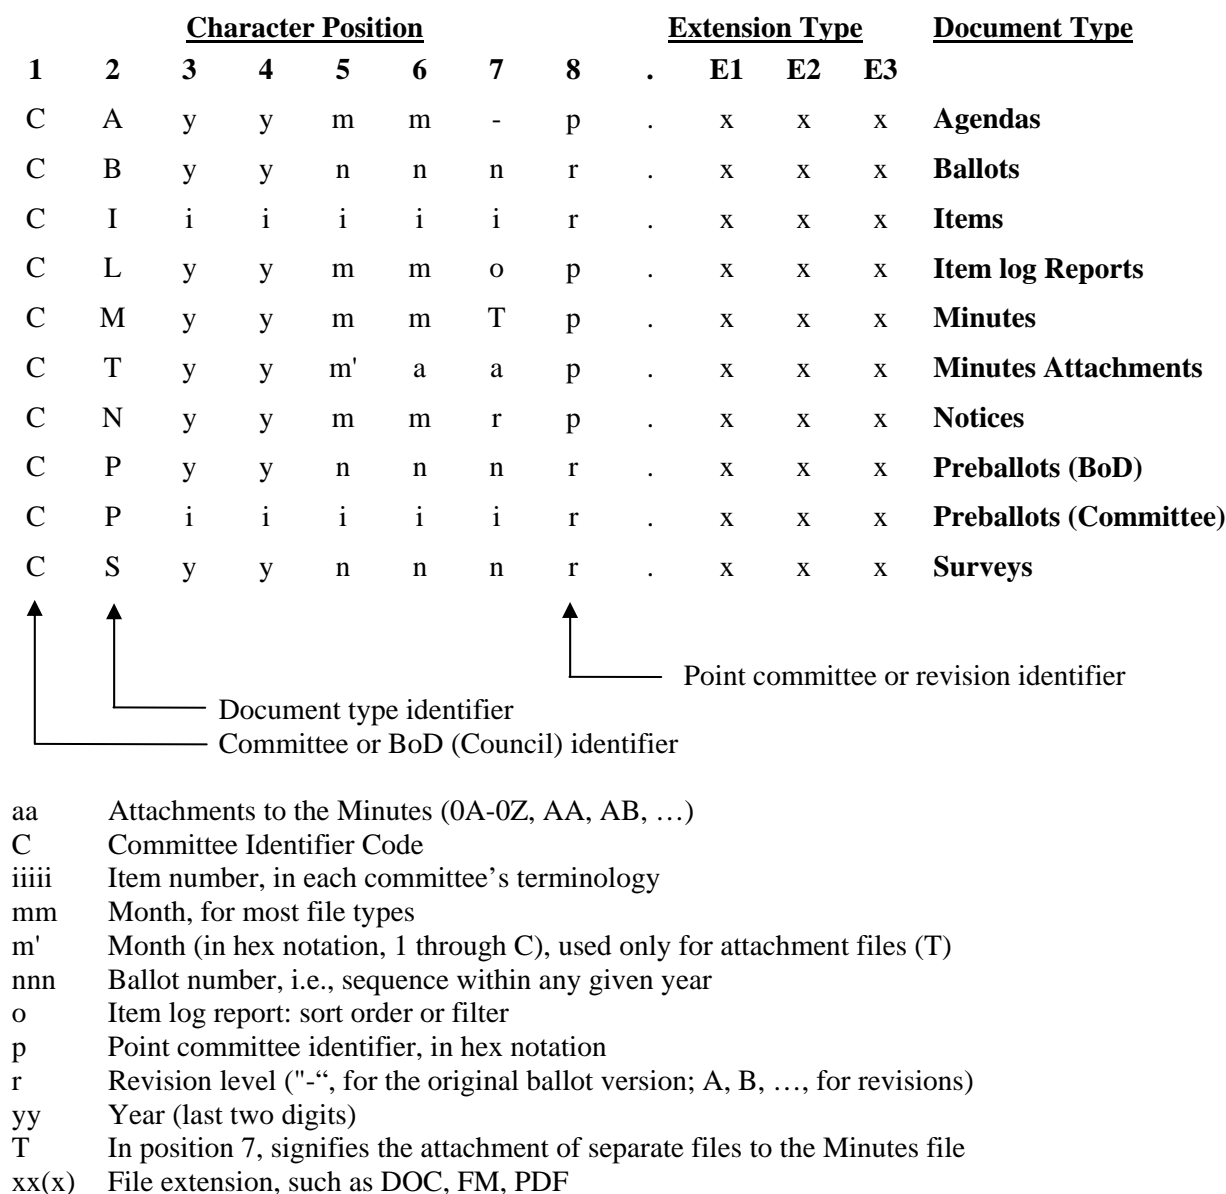 Character Position Extension Type Document Type
1 2 3 4 5 6 7 8 . E1 E2 E3
C A y y m m - p . x x x Agendas
C B y y n n n r . x x x Ballots
C I i i i i i r . x x x Items
C L y y m m o p . x x x Item log Reports
C M y y m m T p . x x x Minutes
C T y y m' a a p . x x x Minutes Attachments
C N y y m m r p . x x x Notices
C P y y n n n r . x x x Preballots (BoD)
C P i i i i i r . x x x Preballots (Committee)
C S y y n n n r . x x x Surveys
Point committee or revision identifier
Document type identifier
Committee or BoD (Council) identifier
aa Attachments to the Minutes (0A-0Z, AA, AB, …)
C Committee Identifier Code
iiiii Item number, in each committee’s terminology
mm Month, for most file types
m' Month (in hex notation, 1 through C), used only for attachment files (T)
nnn Ballot number, i.e., sequence within any given year
o Item log report: sort order or filter
p Point committee identifier, in hex notation
r Revision level ("-“, for the original ballot version; A, B, …, for revisions)
yy Year (last two digits)
T In position 7, signifies the attachment of separate files to the Minutes file
xx(x) File extension, such as DOC, FM, PDF